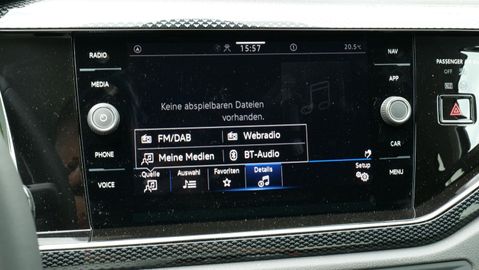 RADIO
MEDIA
PHONE
VOICE
15:57
20.5°C
Keine abspielbaren Dateien
vorhanden.
FM/DAB
Webradio
Meine Medien
BT-Audio
Quelle
Auswahl
Favoriten
Details
Setup
NAV
APP
CAR
MENU
PASSENGER
OFF